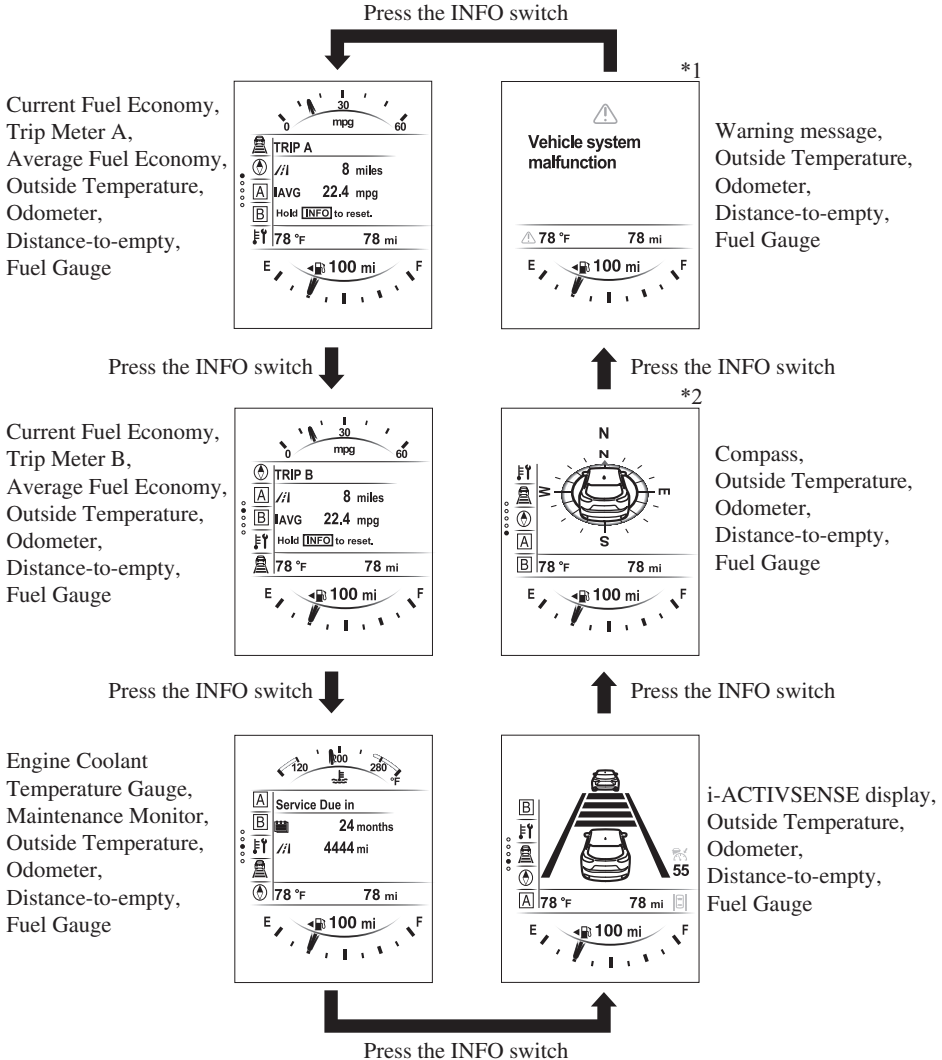 Press the INFO switch
Current Fuel Economy,
Trip Meter A,
Average Fuel Economy,
Outside Temperature,
Odometer,
Distance-to-empty,
Fuel Gauge
0 30 60
mpg
TRIP A
8 miles
AVG 22.4 mpg
Hold INFO to reset.
A
B
78 °F 78 mi
E 100 mi F
*1
Vehicle system
malfunction
78 °F 78 mi
E 100 mi F
Warning message,
Outside Temperature,
Odometer,
Distance-to-empty,
Fuel Gauge
Press the INFO switch
Press the INFO switch
Current Fuel Economy,
Trip Meter B,
Average Fuel Economy,
Outside Temperature,
Odometer,
Distance-to-empty,
Fuel Gauge
0 30 60
mpg
TRIP B
8 miles
AVG 22.4 mpg
Hold INFO to reset.
A
B
78 °F 78 mi
E 100 mi F
*2
N
N
W E
S
A
B 78 °F 78 mi
E 100 mi F
Compass,
Outside Temperature,
Odometer,
Distance-to-empty,
Fuel Gauge
Press the INFO switch
Press the INFO switch
Engine Coolant
Temperature Gauge,
Maintenance Monitor,
Outside Temperature,
Odometer,
Distance-to-empty,
Fuel Gauge
120 200 280
°F
A
B
Service Due in
24 months
4444 mi
78 °F 78 mi
E 100 mi F
B
55
A 78 °F 78 mi
E 100 mi F
i-ACTIVSENSE display,
Outside Temperature,
Odometer,
Distance-to-empty,
Fuel Gauge
Press the INFO switch